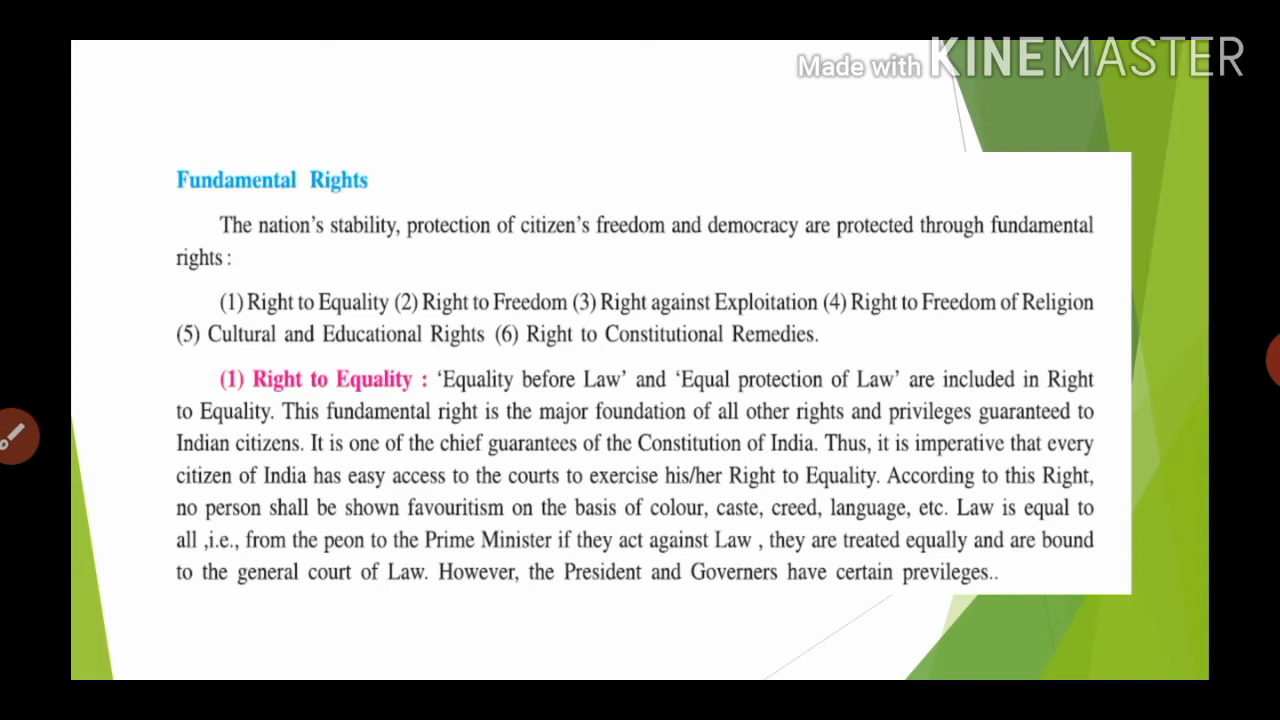 Made with KINEMASTER
Fundamental Rights
The nation's stability, protection of citizen's freedom and democracy are protected through fundamental
rights :
(1) Right to Equality (2) Right to Freedom (3) Right against Exploitation (4) Right to Freedom of Religion
(5) Cultural and Educational Rights (6) Right to Constitutional Remedies.
(1) Right to Equality : 'Equality before Law' and 'Equal protection of Law' are included in Right
to Equality. This fundamental right is the major foundation of all other rights and privileges guaranteed to
Indian citizens. It is one of the chief guarantees of the Constitution of India. Thus, it is imperative that every
citizen of India has easy access to the courts to exercise his/her Right to Equality. According to this Right,
no person shall be shown favouritism on the basis of colour, caste, creed, language, etc. Law is equal to
all ,i.e., from the peon to the Prime Minister if they act against Law , they are treated equally and are bound
to the general court of Law. However, the President and Governers have certain previleges..